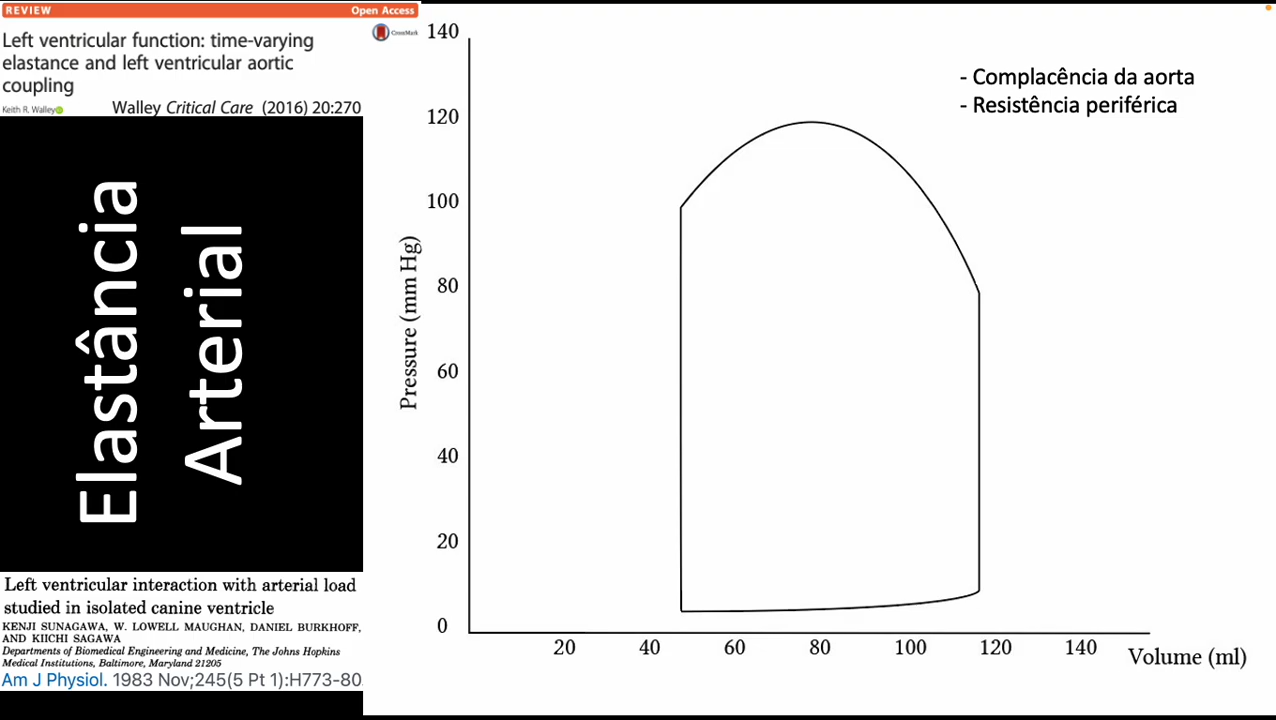 REVIEW
Open Access
Left ventricular function: time-varying
elastance and left ventricular aortic
coupling
CrossMark
Keith R. Walley
Walley Critical Care (2016) 20:270
Elastância
Arterial
Left ventricular interaction with arterial load
studied in isolated canine ventricle
KENJI SUNAGAWA, W. LOWELL MAUGHAN, DANIEL BURKHOFF,
AND KIICHI SAGAWA
Departments of Biomedical Engineering and Medicine, The Johns Hopkins
Medical Institutions, Baltimore, Maryland 21205
Am J Physiol. 1983 Nov;245(5 Pt 1):H773-80
- Complacência da aorta
- Resistência periférica
Pressure (mm Hg)
140
120
100
80
60
40
20
0
20 40 60 80 100 120 140
Volume (ml)